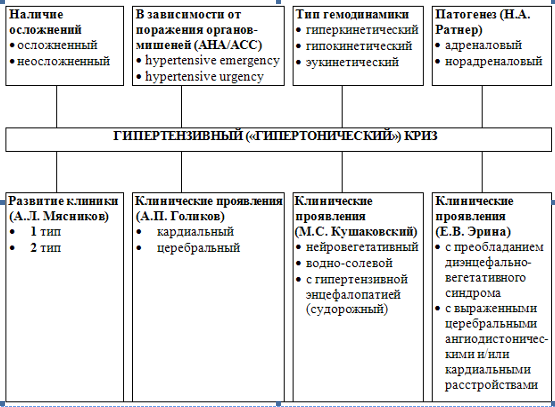 Наличие
осложнений
• осложненный
• неосложненный
В зависимости от
поражения органов-
мишеней (АНА/АСС)
• hypertensive emergency
• hypertensive urgency
Тип гемодинамики
• гиперкинетический
• гипокинетический
• эукинетический
Патогенез (Н.А.
Ратнер)
• адреналовый
• норадреналовый
ГИПЕРТЕНЗИВНЫЙ («ГИПЕРТОНИЧЕСКИЙ») КРИЗ
Развитие клиники
(А.Л. Мясников)
• 1 тип
• 2 тип
Клинические проявления
(А.П. Голиков)
• кардиальный
• церебральный
Клинические
проявления
(М.С. Кушаковский)
• нейровегетативный
• водно-солевой
• с гипертензивной
энцефалопатией
(судорожный)
Клинические
проявления
(Е.В. Эрина)
• с преобладанием
диэнцефально-
вегетативного
синдрома
• с выраженными
церебральными
ангиодистоничес-
кими и/или
кардиальными
расстройствами